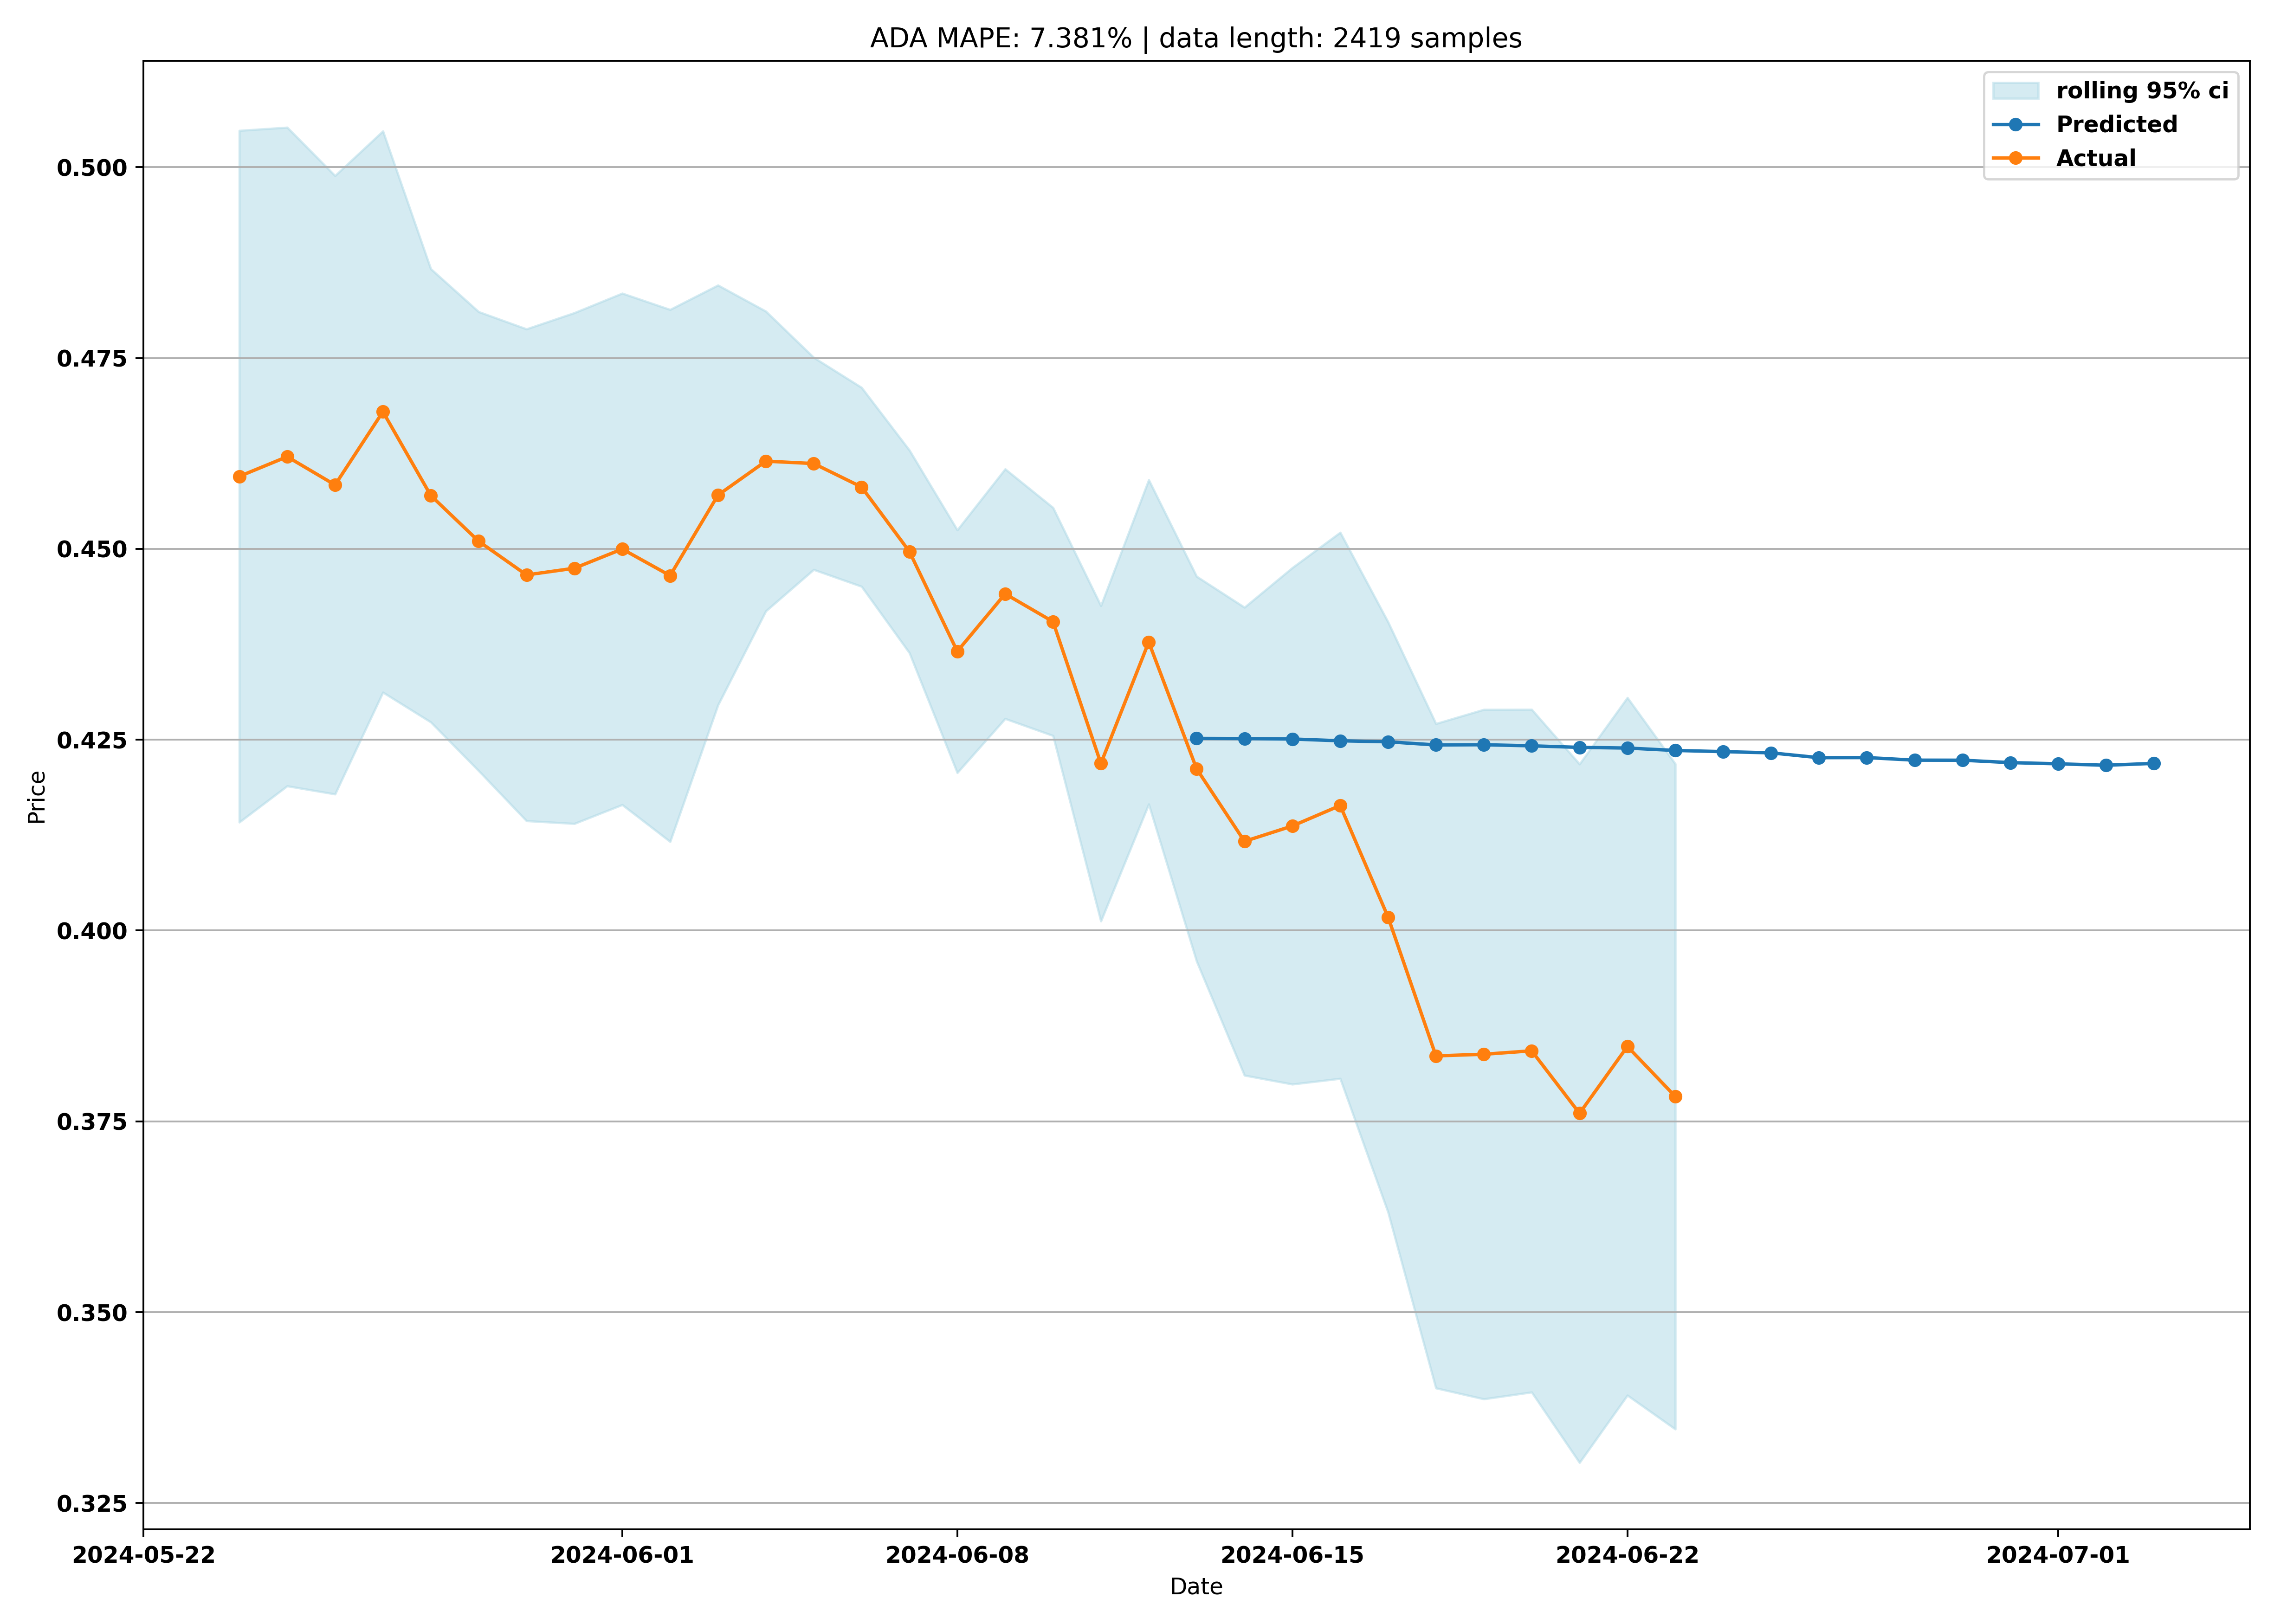 ADA MAPE: 7.381% | data length: 2419 samples
rolling 95% ci
Predicted
Actual
0.500
0.475
0.450
0.425
0.400
0.375
0.350
0.325
Price
2024-05-22 2024-06-01 2024-06-08 2024-06-15 2024-06-22 2024-07-01
Date